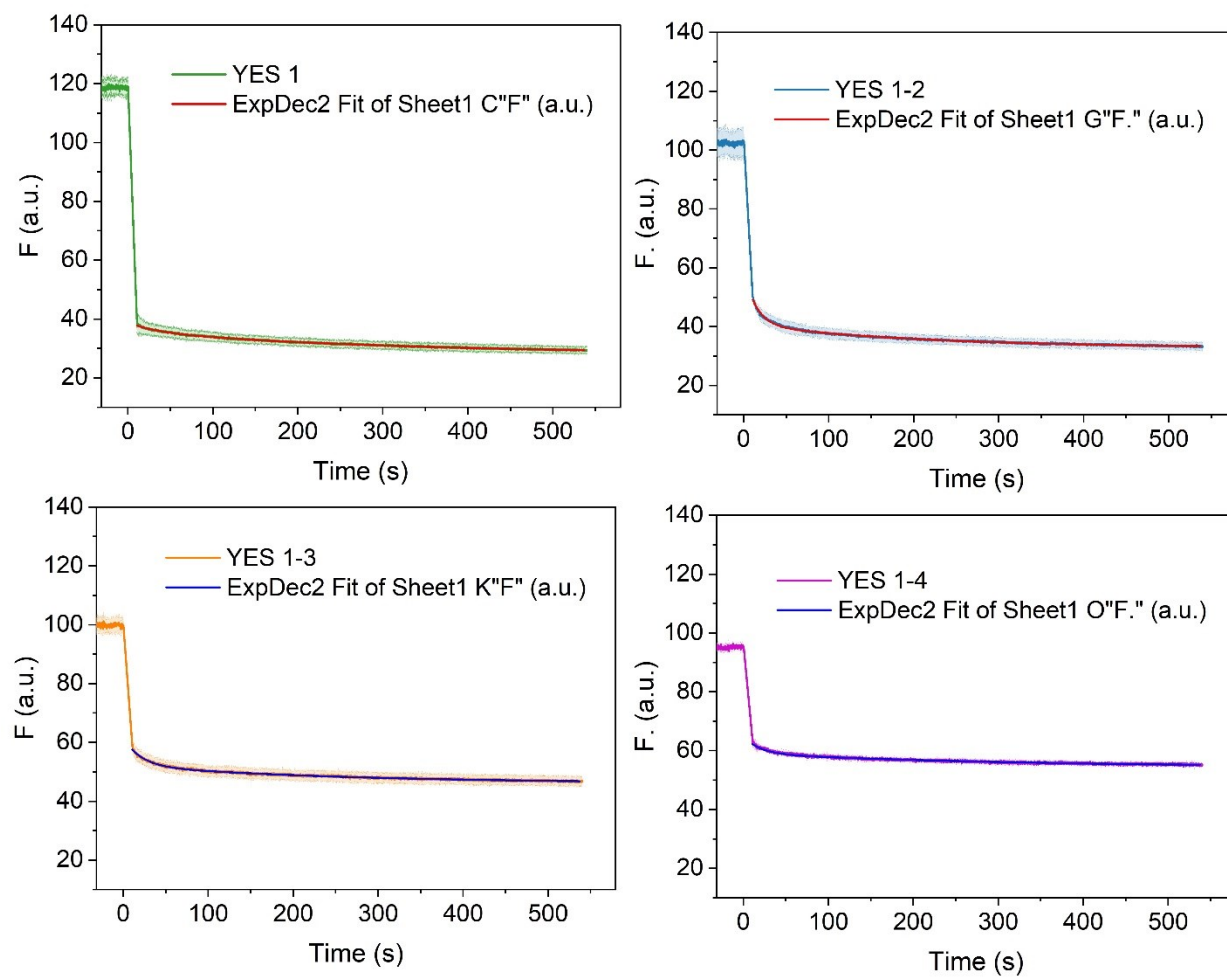 140
120
100
80
60
40
20
F (a.u.)
YES 1
ExpDec2 Fit of Sheet1 C"F" (a.u.)
0 100 200 300 400 500
Time (s)
140
120
100
80
60
40
20
F. (a.u.)
YES 1-2
ExpDec2 Fit of Sheet1 G"F." (a.u.)
0 100 200 300 400 500
Time (s)
140
120
100
80
60
40
20
F (a.u.)
YES 1-3
ExpDec2 Fit of Sheet1 K"F" (a.u.)
0 100 200 300 400 500
Time (s)
140
120
100
80
60
40
20
F. (a.u.)
YES 1-4
ExpDec2 Fit of Sheet1 O"F." (a.u.)
0 100 200 300 400 500
Time (s)